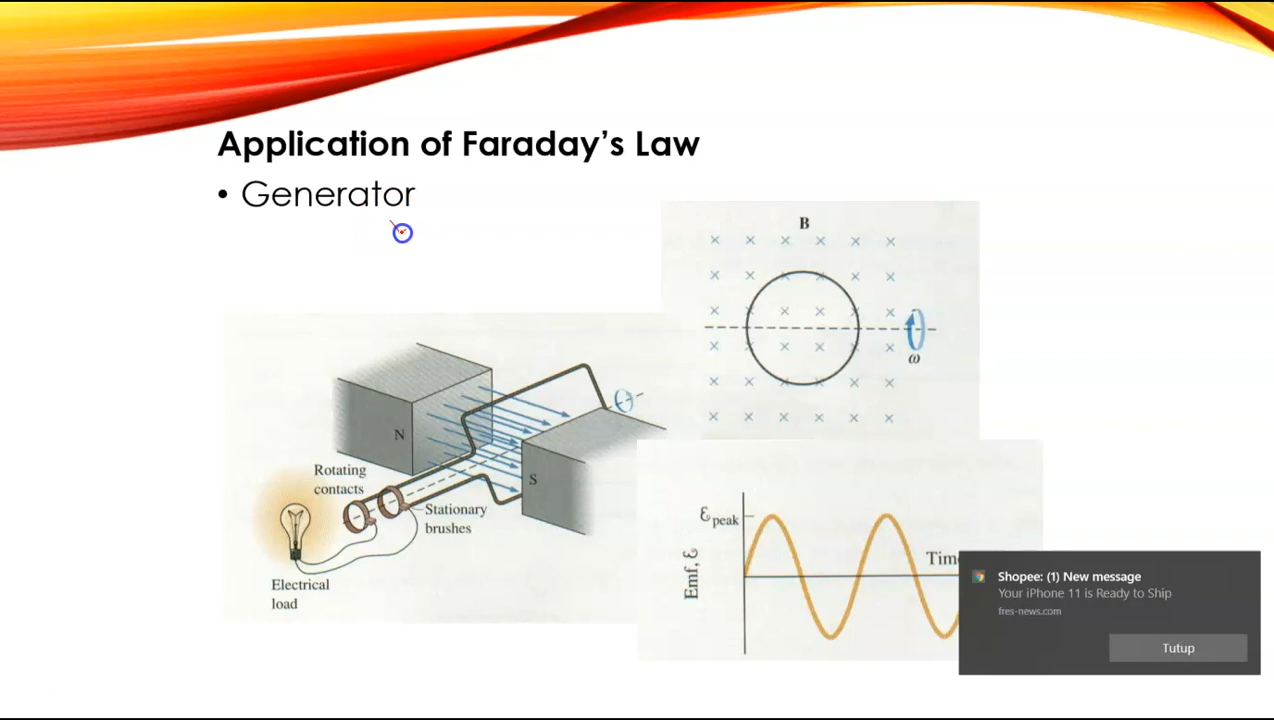 Application of Faraday’s Law
• Generator
B
ω
N
S
Rotating
contacts
Stationary
brushes
Electrical
load
ℰpeak
Emf, ℰ
Time
Shopee: (1) New message
Your iPhone 11 is Ready to Ship
fres-news.com
Tutup